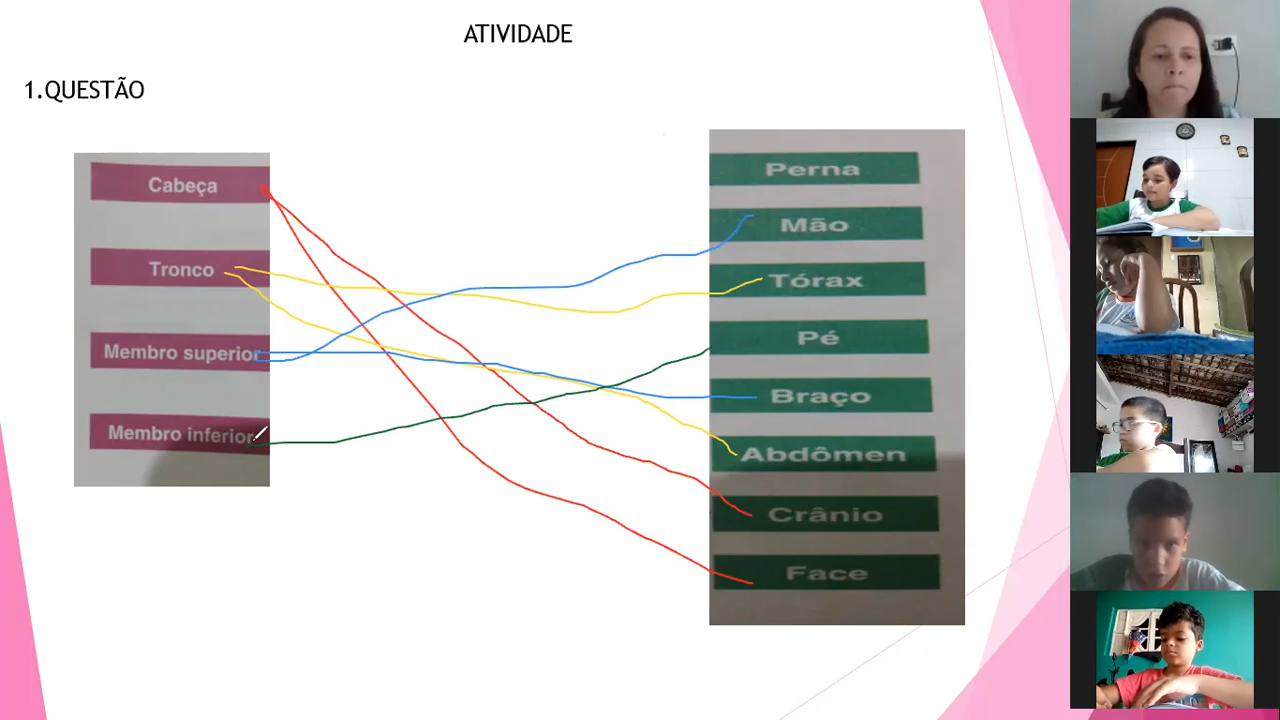 ATIVIDADE
1.QUESTÃO
Cabeça
Tronco
Membro superior
Membro inferior
Perna
Mão
Tórax
Pé
Braço
Abdômen
Crânio
Face